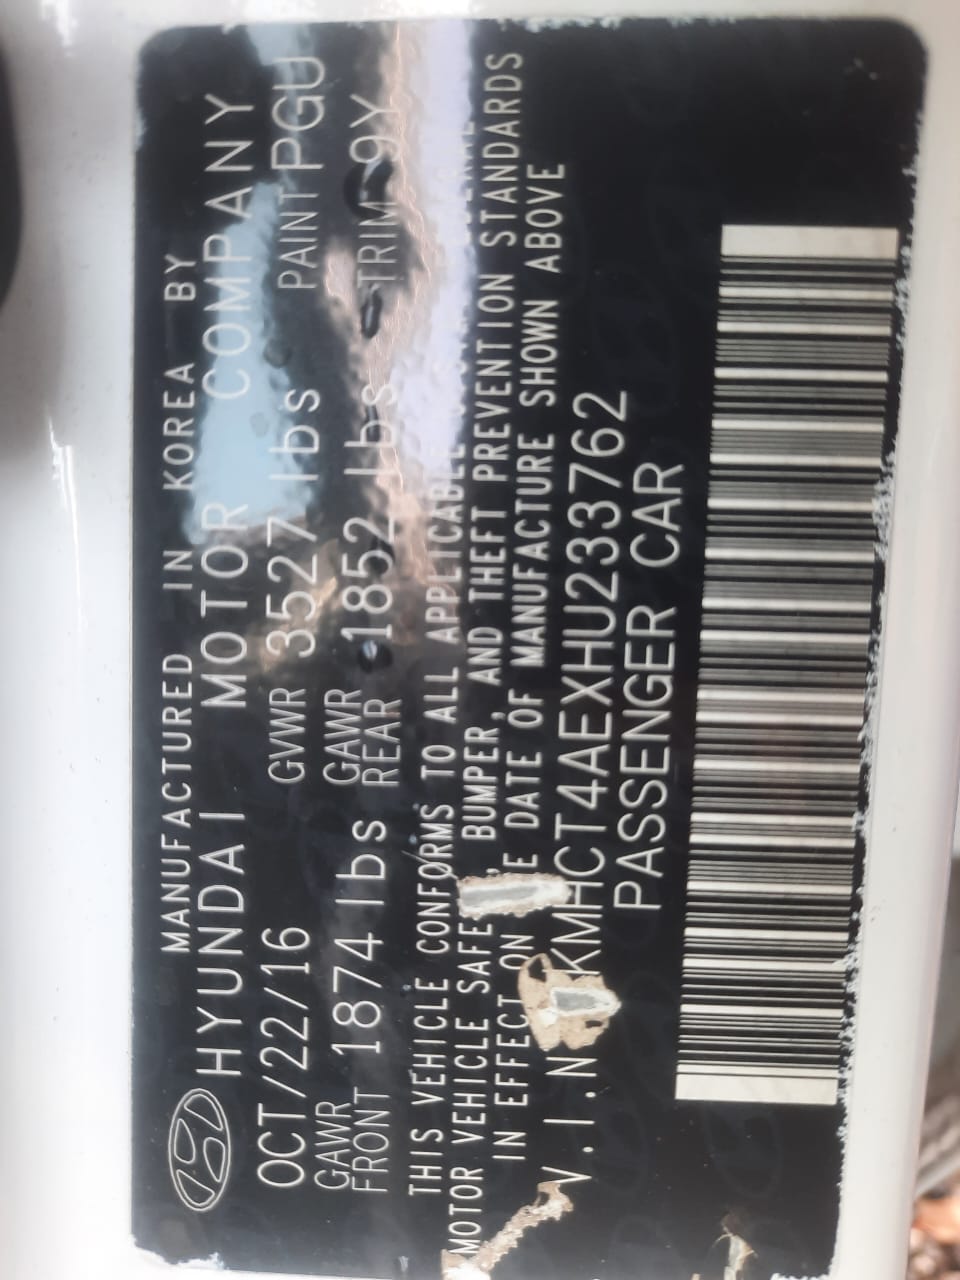 MANUFACTURED IN KOREA BY
HYUNDAI MOTOR COMPANY
OCT/22/16 GVWR 3527 lbs PAINT PGU
GAWR FRONT 1874 lbs GAWR REAR 1852 lbs TRIM 9Y
THIS VEHICLE CONFORMS TO ALL APPLICABLE
MOTOR VEHICLE SAFE BUMPER, AND THEFT PREVENTION STANDARDS
IN EFFECT ON E DATE OF MANUFACTURE SHOWN ABOVE
V.I.N KMHCT4AEXHU233762
PASSENGER CAR